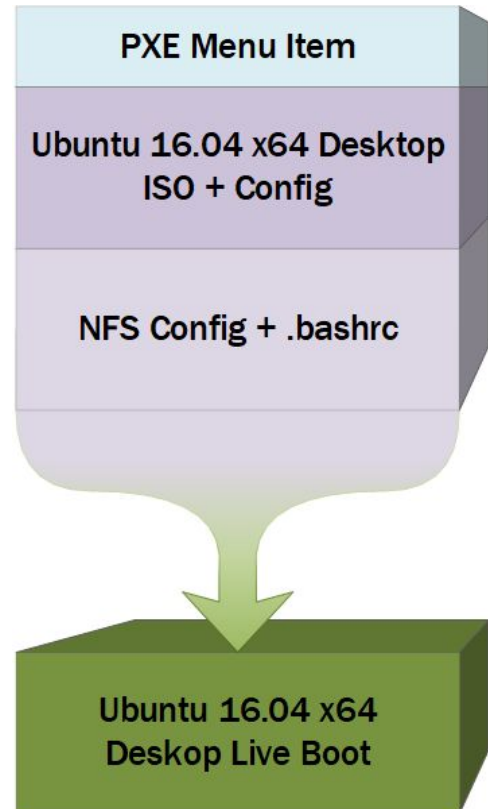 PXE Menu Item
Ubuntu 16.04 x64 Desktop
ISO + Config
NFS Config + .bashrc
Ubuntu 16.04 x64
Deskop Live Boot